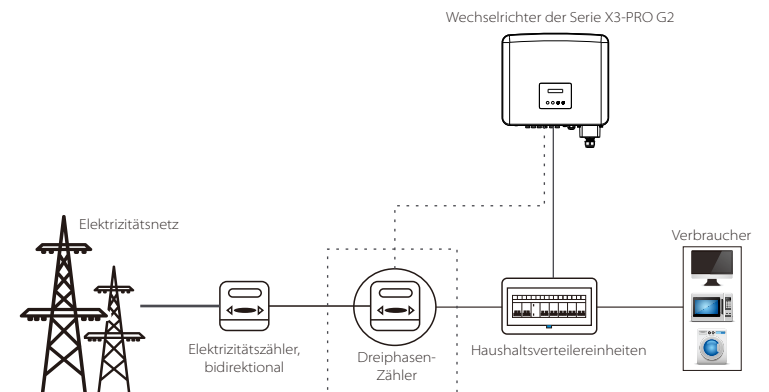 Wechselrichter der Serie X3-PRO G2
Elektrizitätsnetz
Verbraucher
Elektrizitätszähler,
bidirektional
Dreiphasen-
Zähler
Haushaltsverteilereinheiten